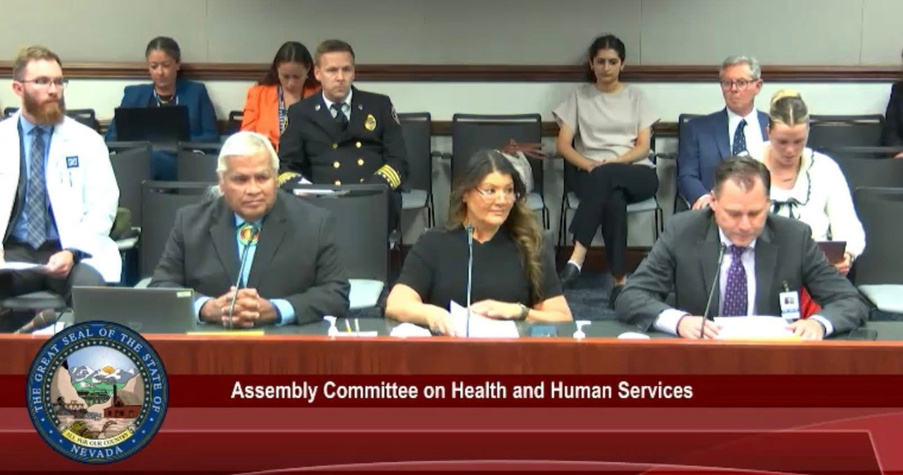 Assembly Committee on Health and Human Services
THE GREAT SEAL OF THE STATE OF NEVADA
ALL FOR OUR COUNTRY